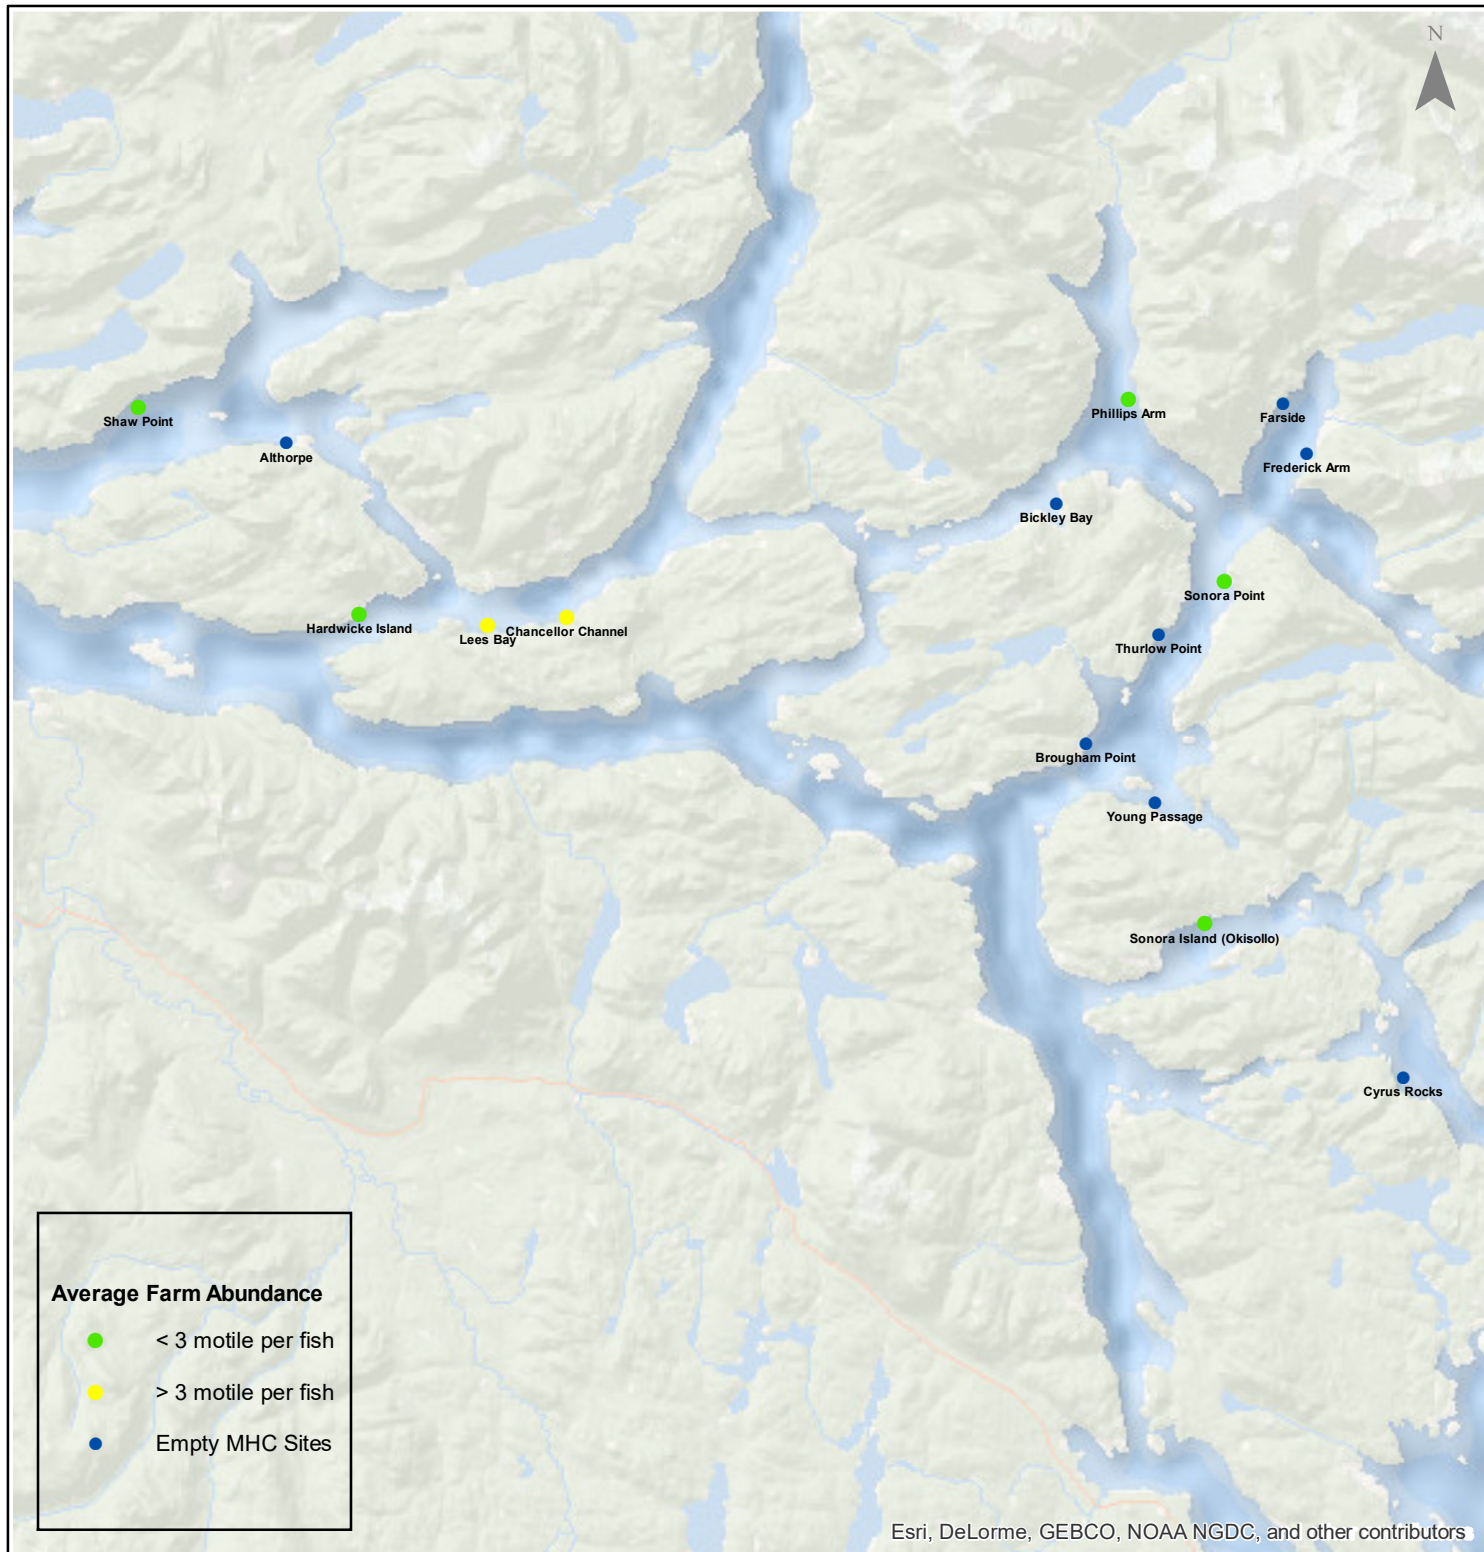 N
Shaw Point
Althorpe
Phillips Arm
Farside
Frederick Arm
Bickley Bay
Sonora Point
Hardwicke Island
Lees Bay
Chancellor Channel
Thurlow Point
Brougham Point
Young Passage
Sonora Island (Okisollo)
Cyrus Rocks
Average Farm Abundance
< 3 motile per fish
> 3 motile per fish
Empty MHC Sites
Esri, DeLorme, GEBCO, NOAA NGDC, and other contributors